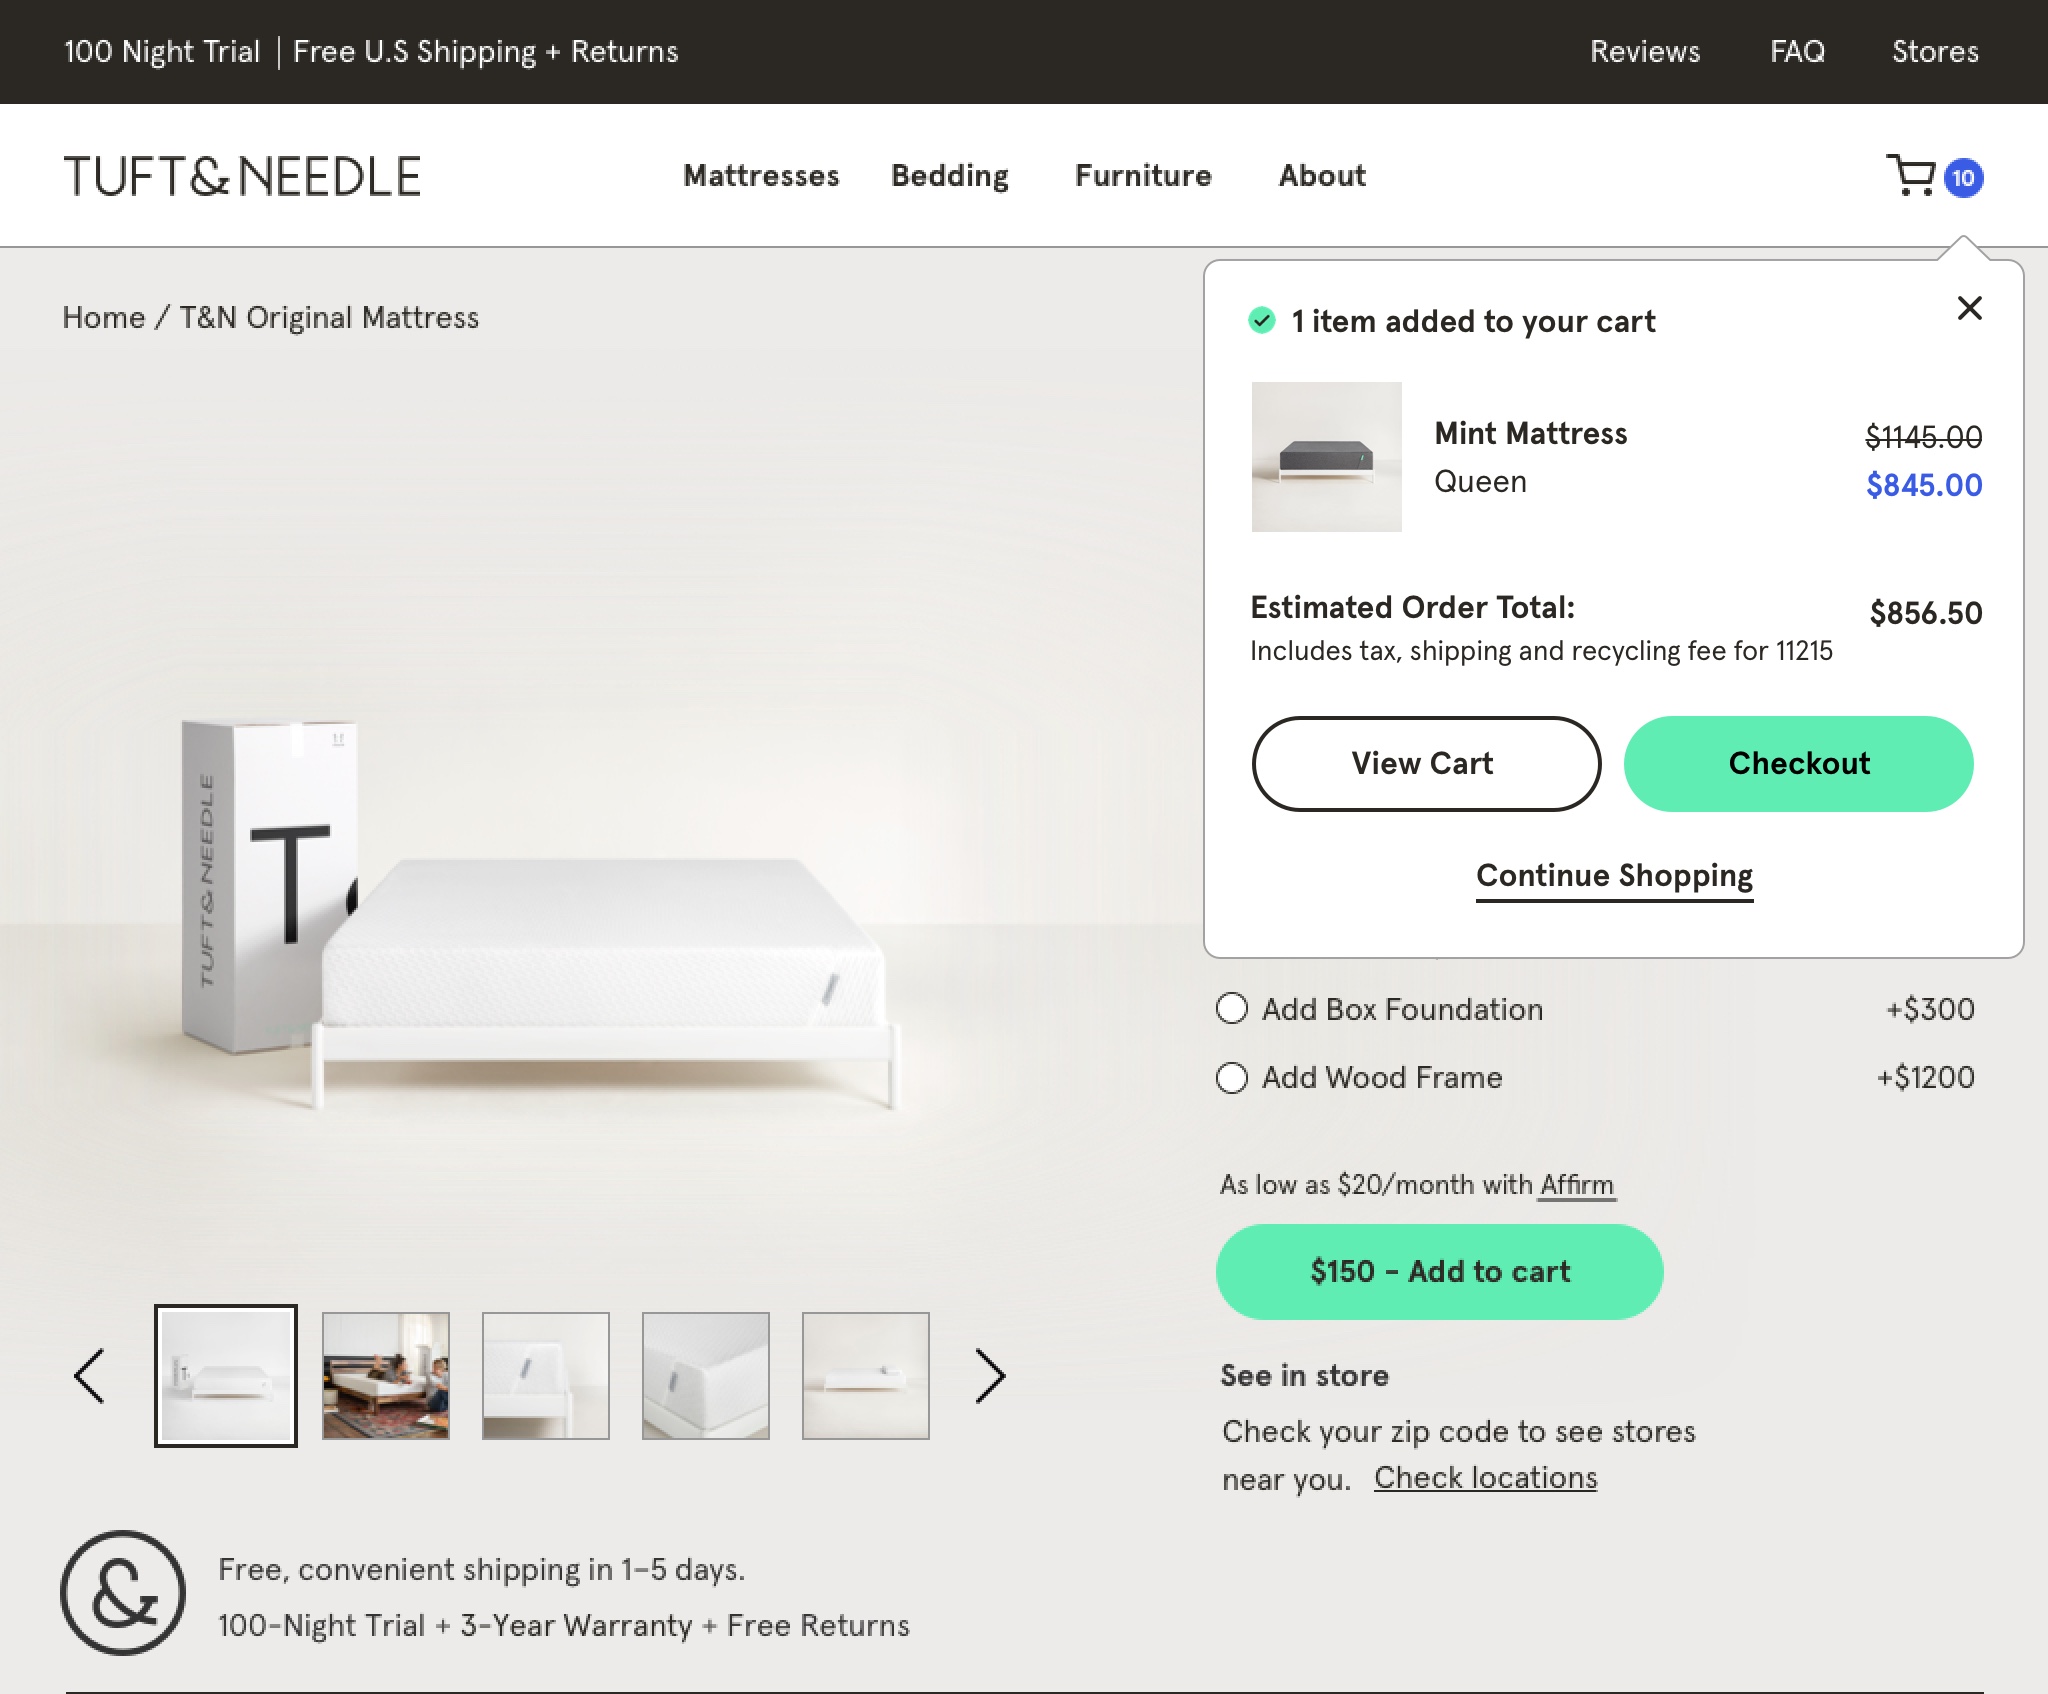 100 Night Trial | Free U.S Shipping + Returns
Reviews FAQ Stores
TUFT&NEEDLE
Mattresses Bedding Furniture About
10
Home / T&N Original Mattress
1 item added to your cart
Mint Mattress
$1145.00
Queen
$845.00
Estimated Order Total:
$856.50
Includes tax, shipping and recycling fee for 11215
View Cart
Checkout
Continue Shopping
TUFT&NEEDLE
T
Add Box Foundation +$300
Add Wood Frame +$1200
As low as $20/month with Affirm
$150 - Add to cart
See in store
Check your zip code to see stores
near you. Check locations
&
Free, convenient shipping in 1-5 days.
100-Night Trial + 3-Year Warranty + Free Returns